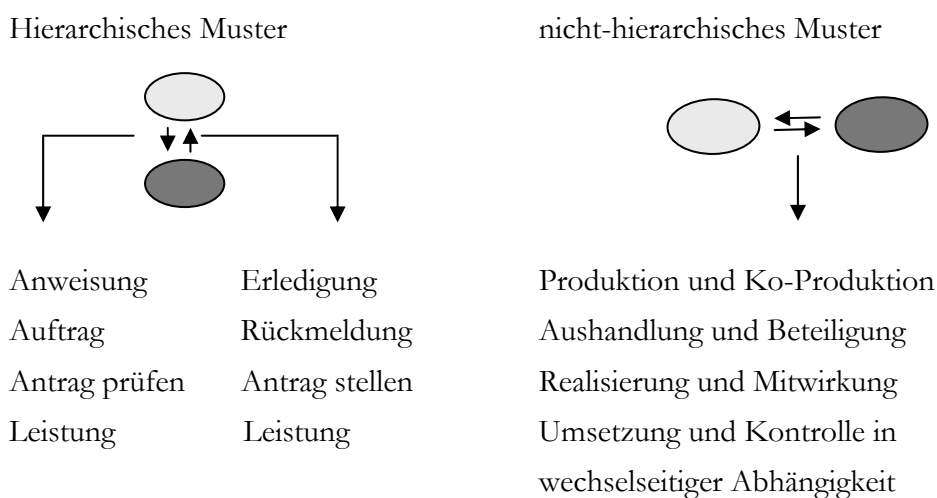 Hierarchisches Muster
nicht-hierarchisches Muster
Anweisung Erledigung
Auftrag Rückmeldung
Antrag prüfen Antrag stellen
Leistung Leistung
Produktion und Ko-Produktion
Aushandlung und Beteiligung
Realisierung und Mitwirkung
Umsetzung und Kontrolle in
wechselseitiger Abhängigkeit